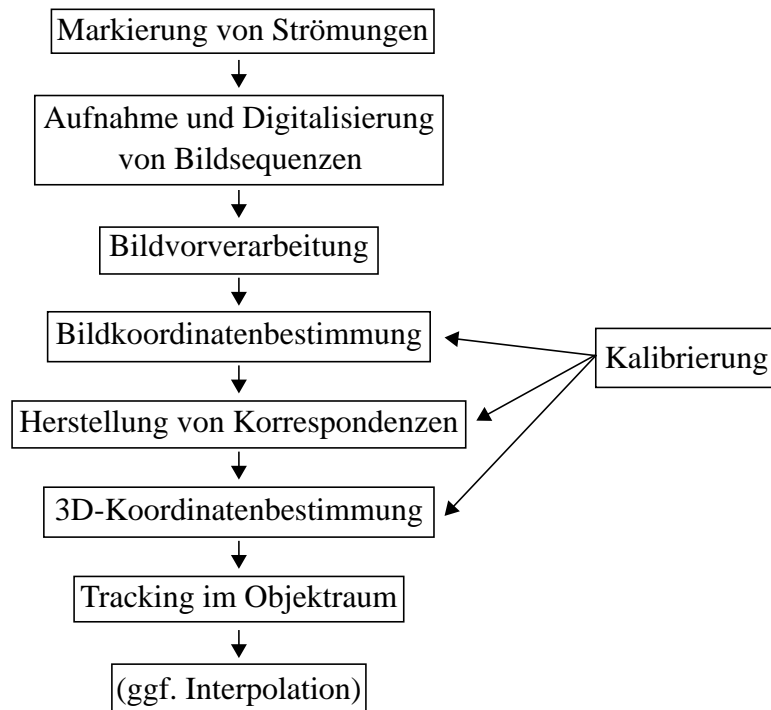 Markierung von Strömungen
Aufnahme und Digitalisierung
von Bildsequenzen
Bildvorverarbeitung
Bildkoordinatenbestimmung
Kalibrierung
Herstellung von Korrespondenzen
3D-Koordinatenbestimmung
Tracking im Objektraum
(ggf. Interpolation)